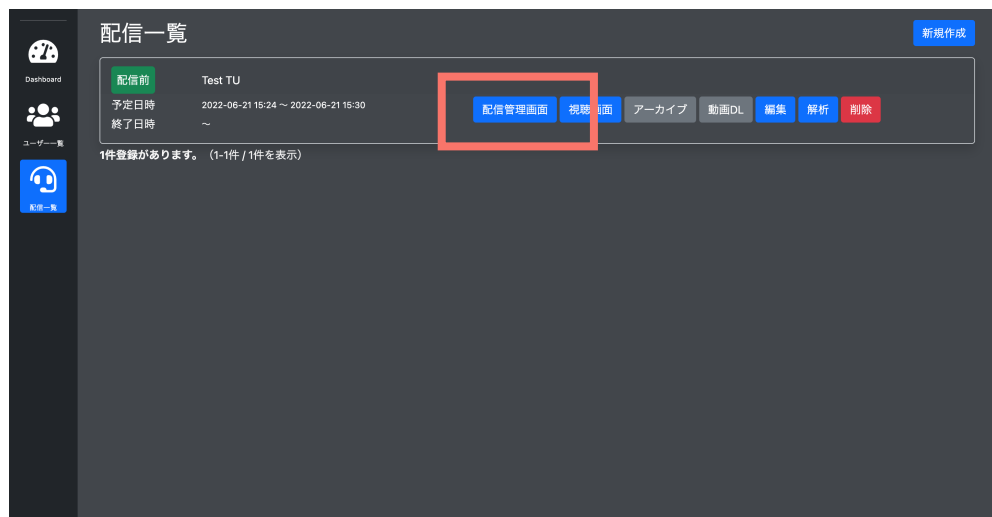 配信一覧
新規作成
Dashboard
ユーザー一覧
配信一覧
配信前 Test TU
予定日時 2022-06-21 15:24 ～ 2022-06-21 15:30
終了日時 ～
配信管理画面 視聴画面 アーカイブ 動画DL 編集 解析 削除
1件登録があります。（1-1件 / 1件を表示）